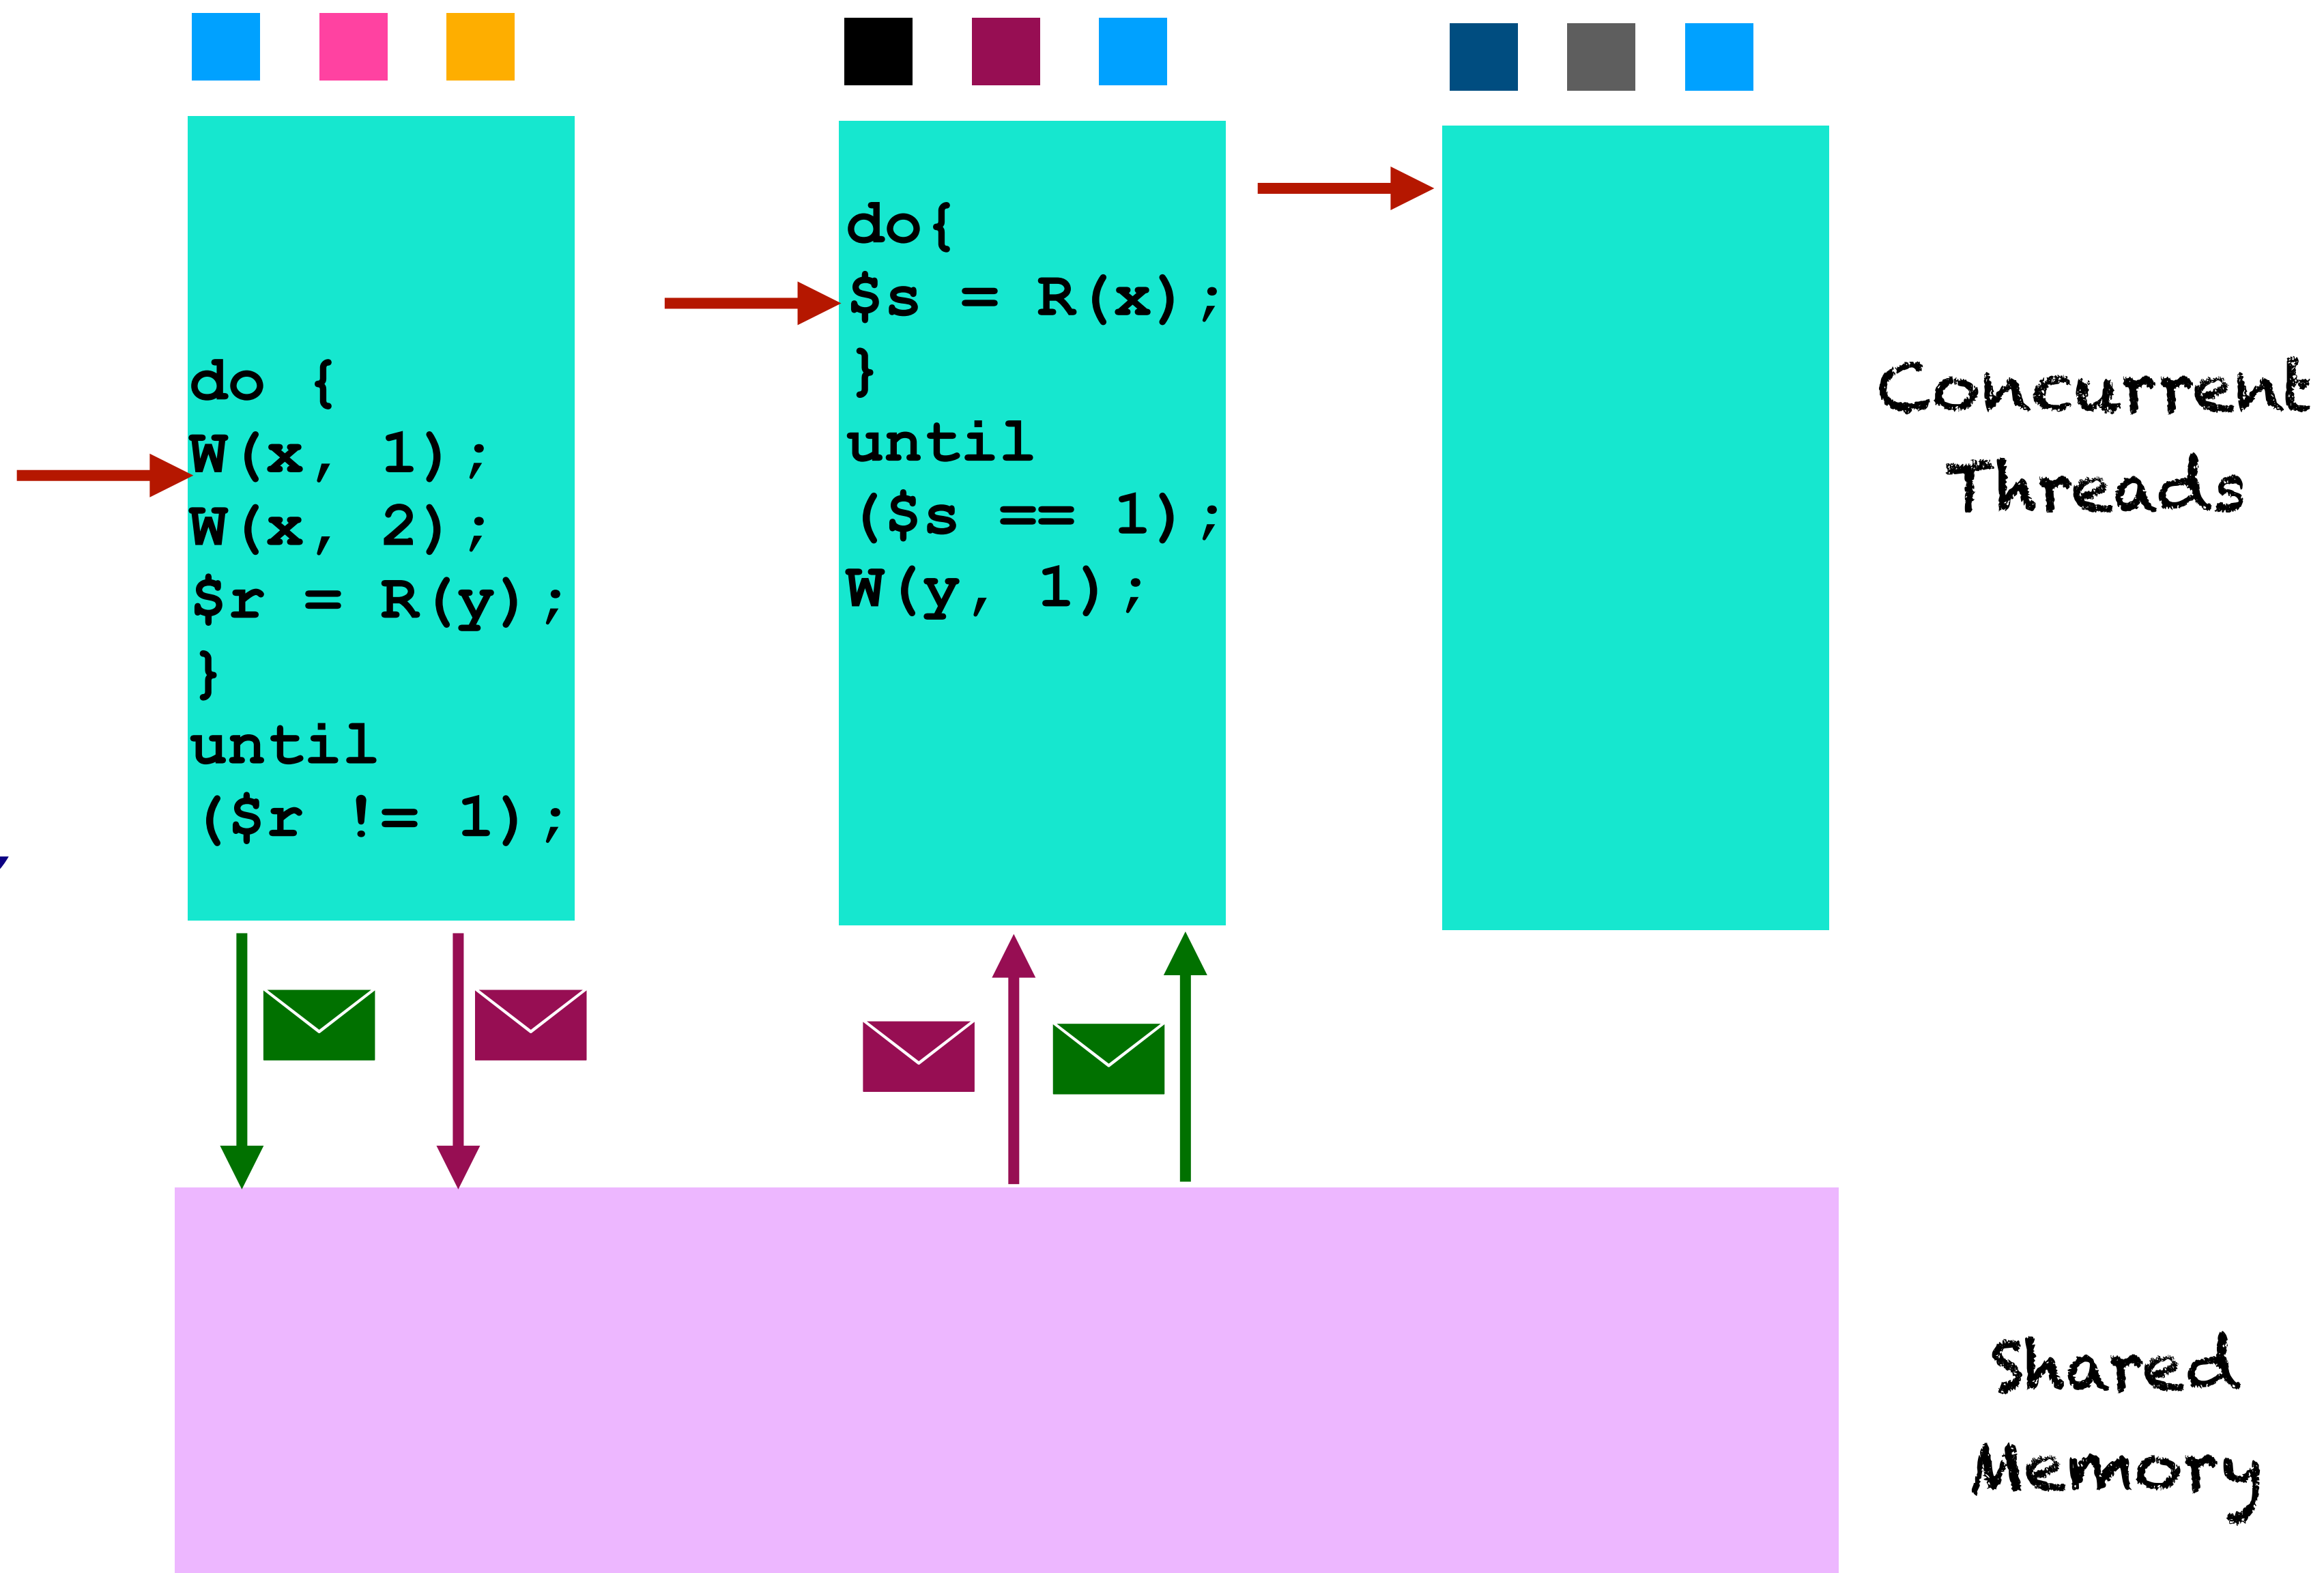 do {
W(x, 1);
W(x, 2);
$r = R(y);
}
until
($r != 1);
do{
$s = R(x);
}
until
($s == 1);
W(y, 1);
Concurrent
Threads
Shared
Memory